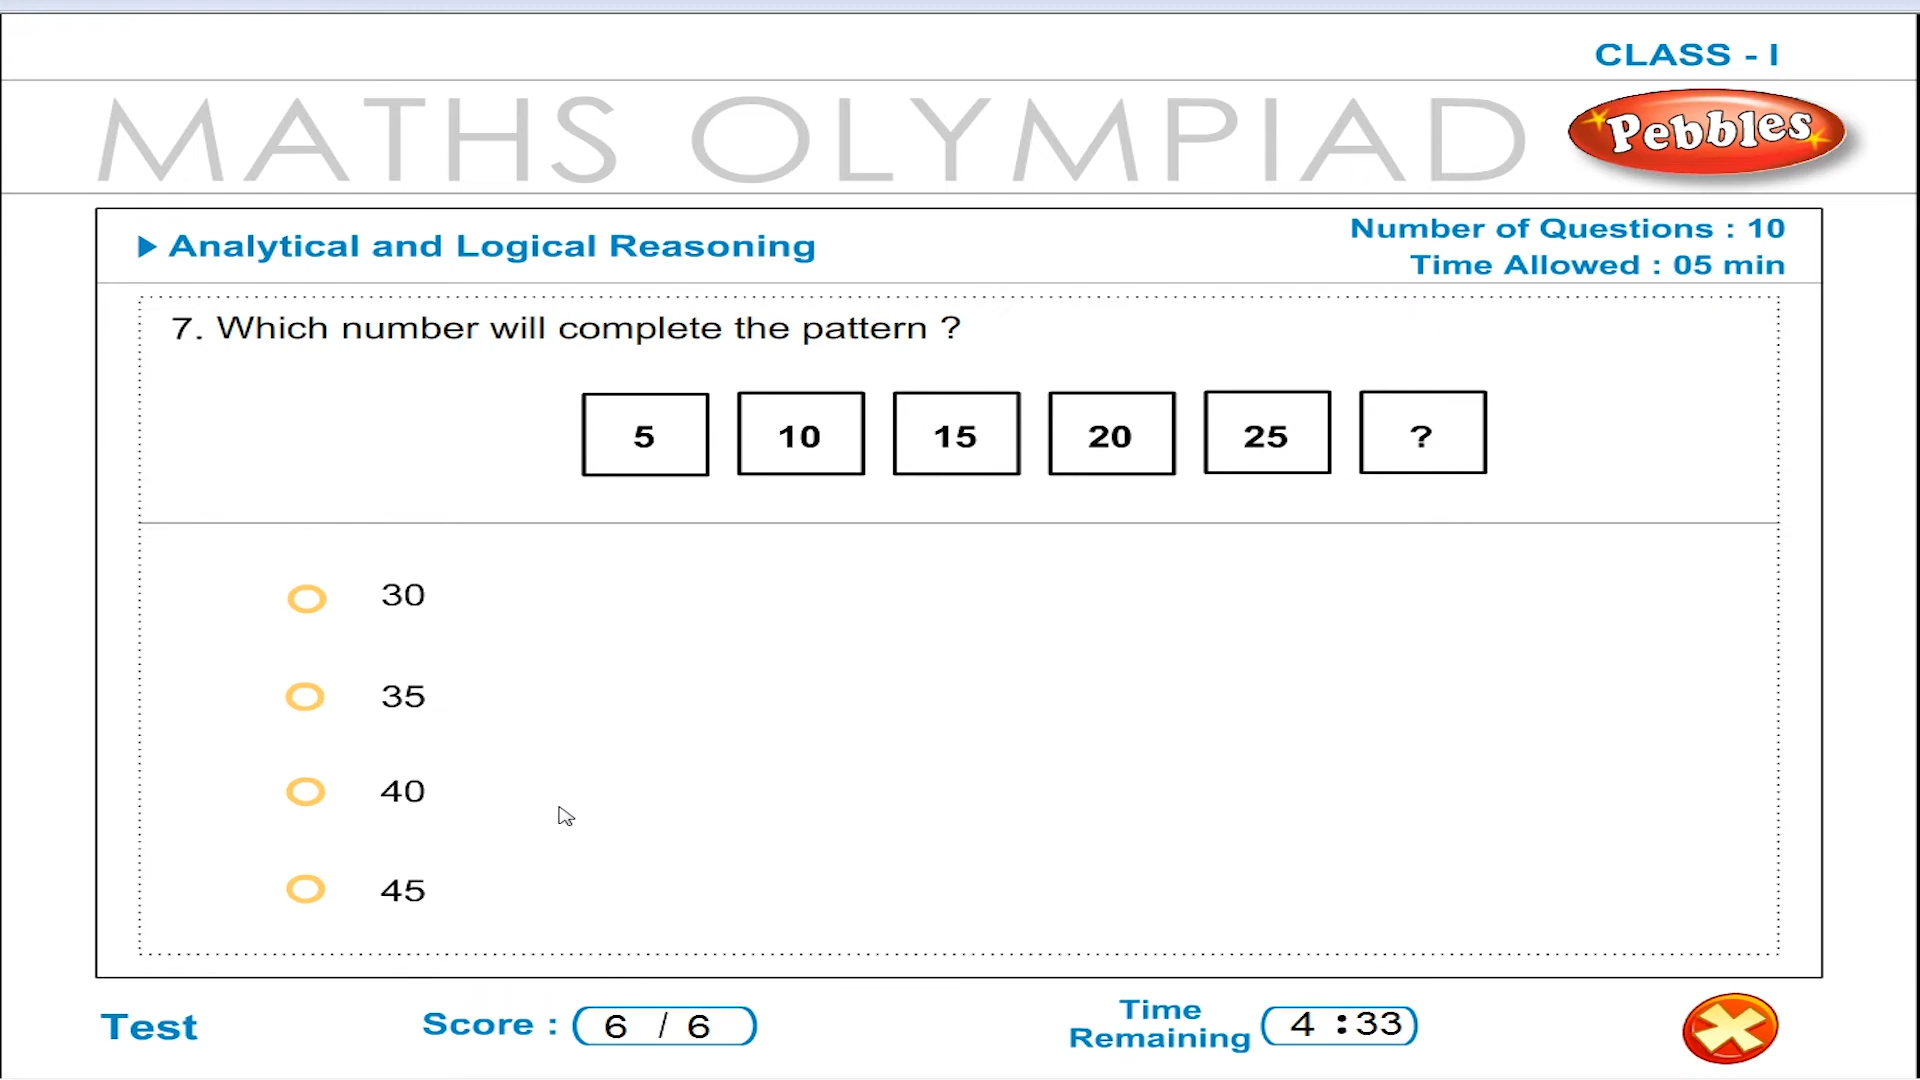 CLASS - I
MATHS OLYMPIAD
Pebbles
Analytical and Logical Reasoning
Number of Questions : 10
Time Allowed : 05 min
7. Which number will complete the pattern ?
5 10 15 20 25 ?
30
35
40
45
Test
Score : 6 / 6
Time
Remaining 4 : 33